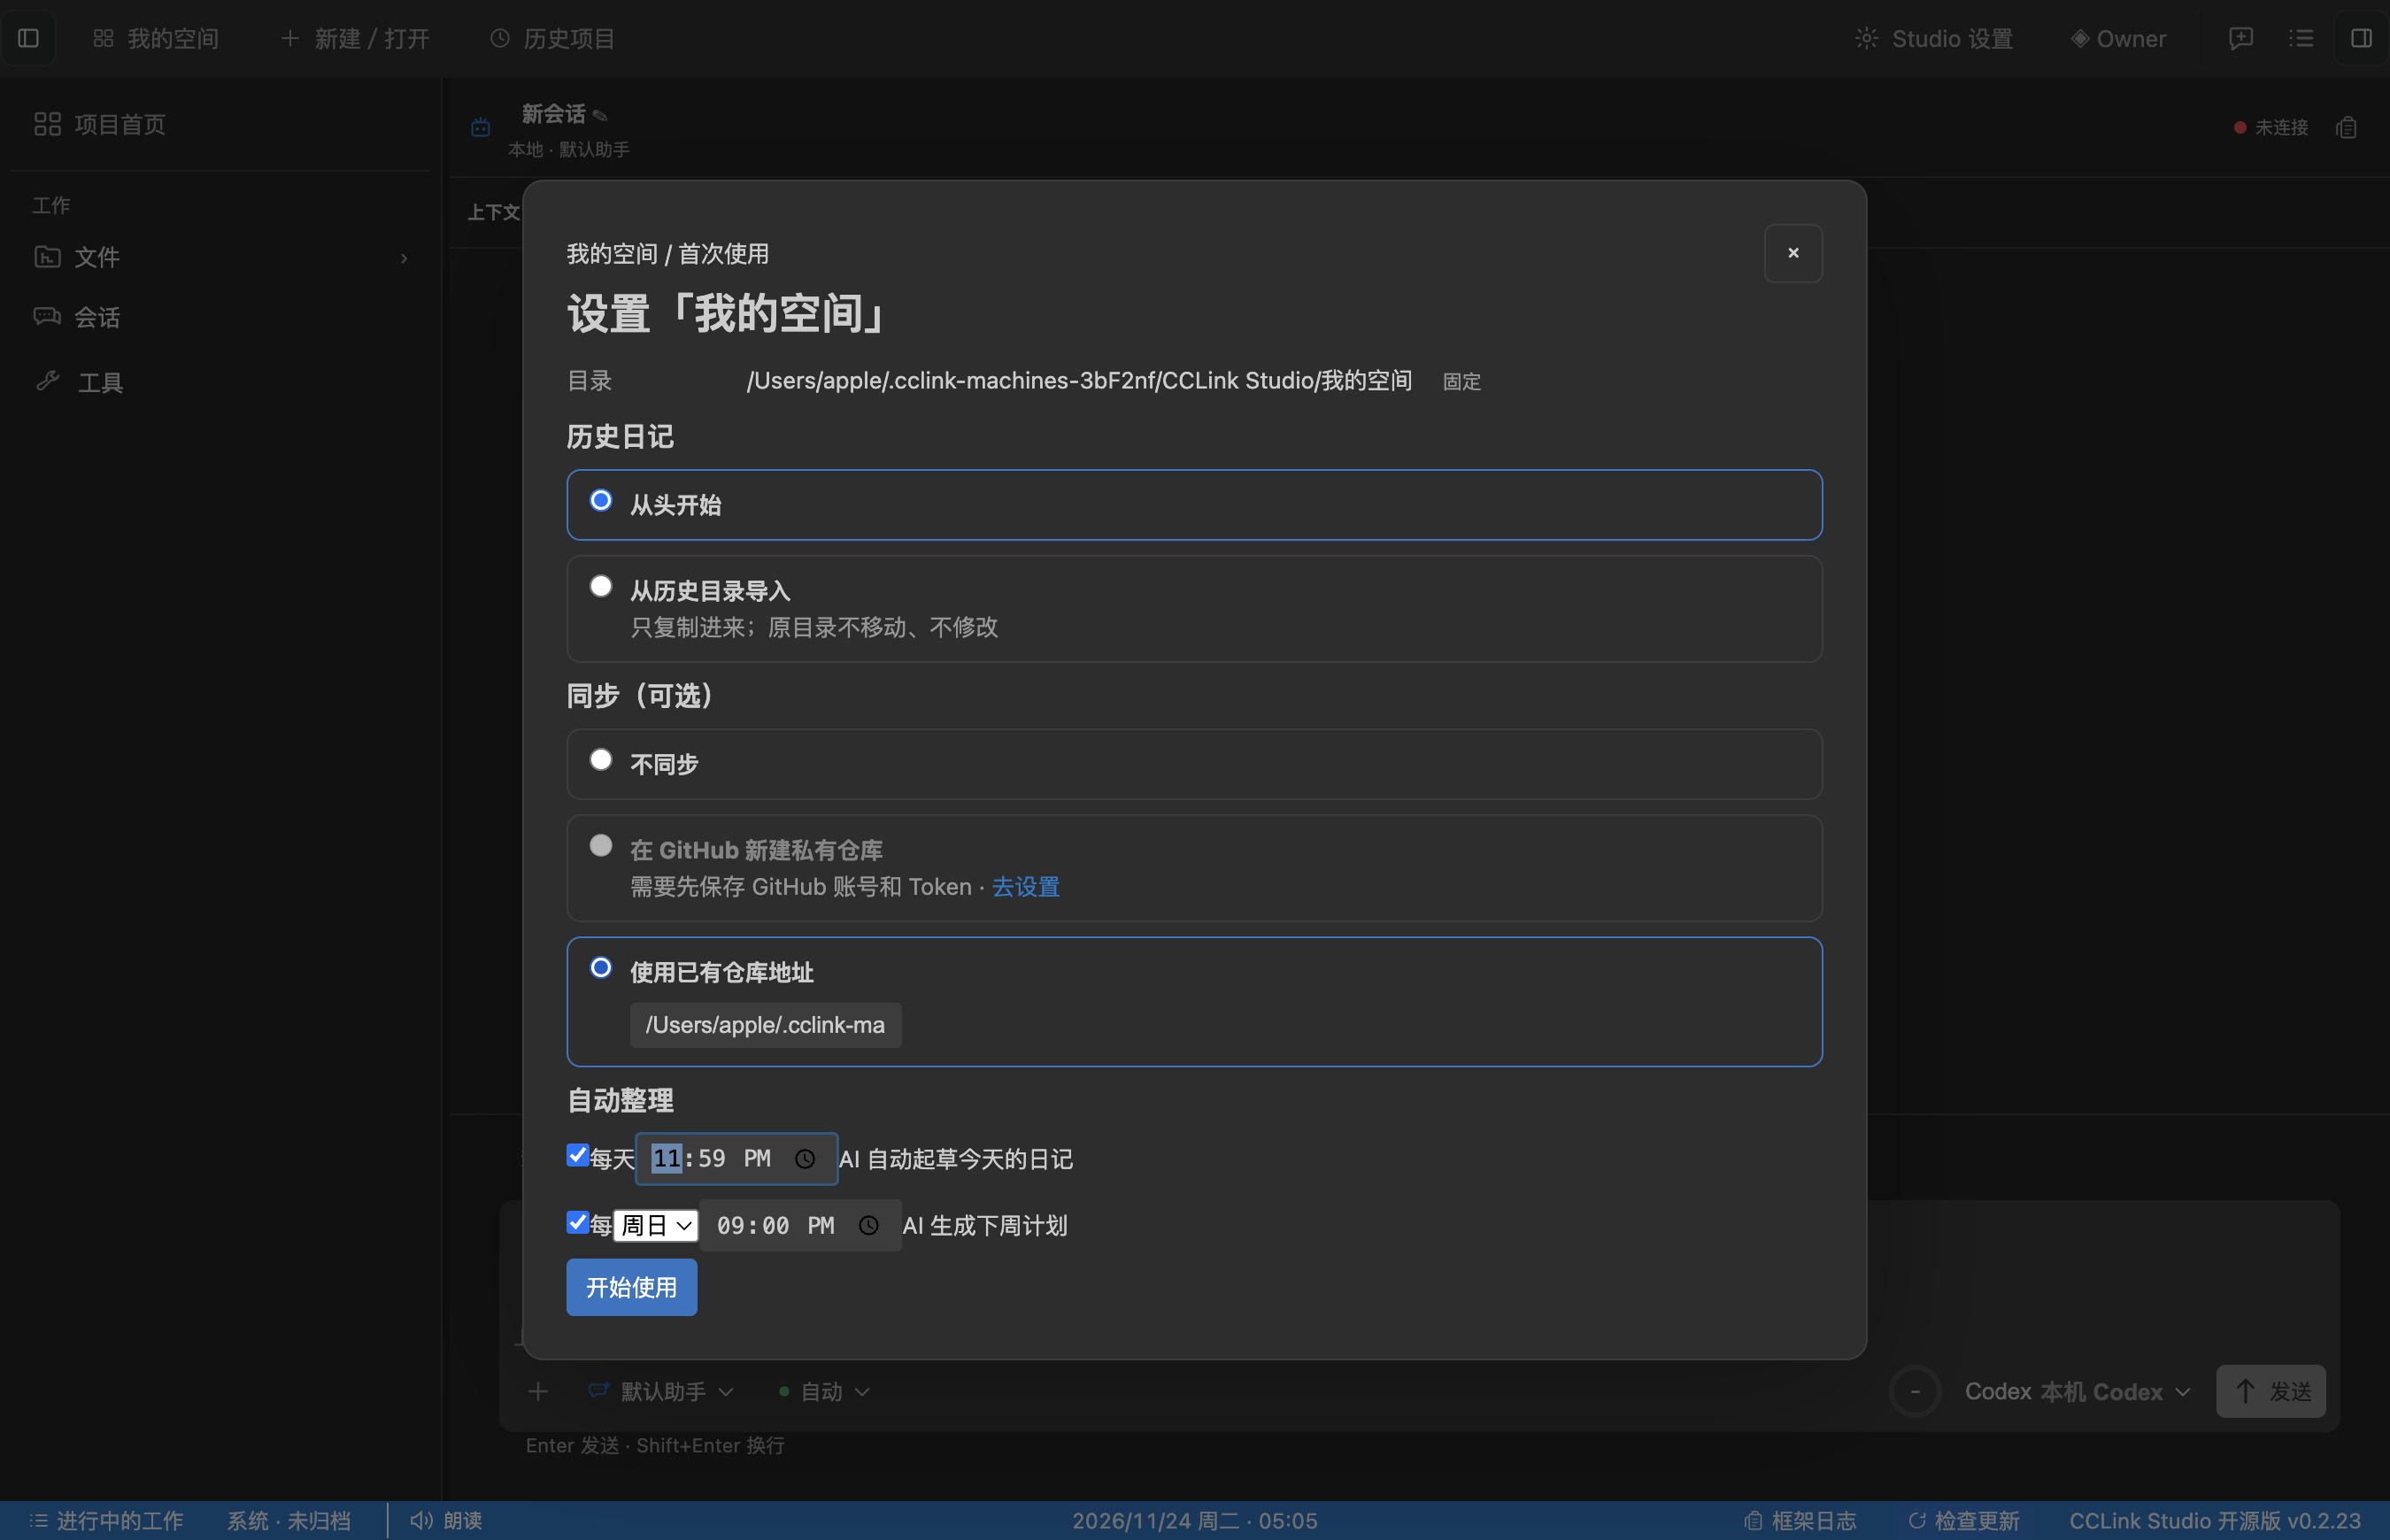 我的空间
新建 / 打开
历史项目
Studio 设置
Owner
项目首页
工作
文件
会话
工具
新会话
本地 · 默认助手
未连接
上下文
我的空间 / 首次使用
设置「我的空间」
目录 /Users/apple/.cclink-machines-3bF2nf/CCLink Studio/我的空间 固定
历史日记
从头开始
从历史目录导入
只复制进来；原目录不移动、不修改
同步（可选）
不同步
在 GitHub 新建私有仓库
需要先保存 GitHub 账号和 Token · 去设置
使用已有仓库地址
/Users/apple/.cclink-ma
自动整理
每天 11:59 PM AI 自动起草今天的日记
每 周日 09:00 PM AI 生成下周计划
开始使用
默认助手
自动
Codex 本机 Codex
发送
Enter 发送 · Shift+Enter 换行
进行中的工作
系统 · 未归档
朗读
2026/11/24 周二 · 05:05
框架日志
检查更新
CCLink Studio 开源版 v0.2.23